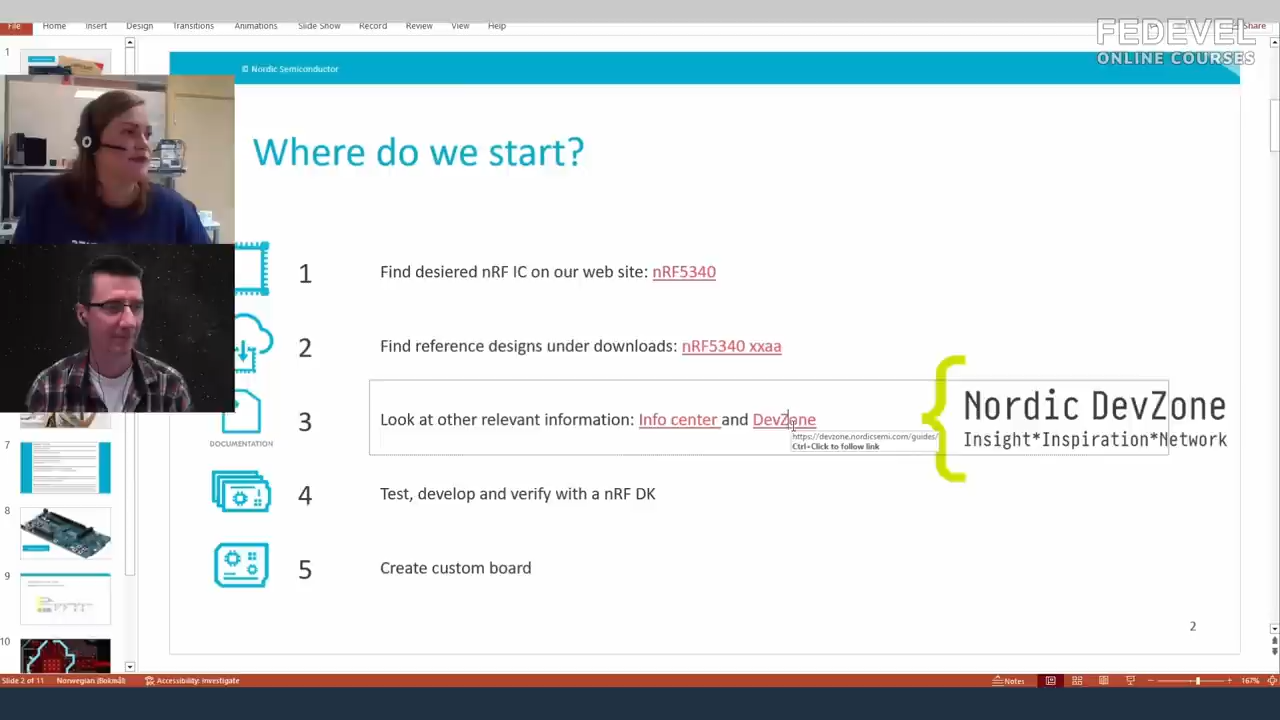 File Home Insert Design Transitions Animations Slide Show Record Review View Help Share
FEDEVEL
ONLINE COURSES
1
© Nordic Semiconductor
Where do we start?
1 Find desiered nRF IC on our web site: nRF5340
2 Find reference designs under downloads: nRF5340 xxaa
3 Look at other relevant information: Info center and DevZone
DOCUMENTATION
https://devzone.nordicsemi.com/guides/
Ctrl+Click to follow link
Nordic DevZone
Insight*Inspiration*Network
4 Test, develop and verify with a nRF DK
5 Create custom board
7
8
9
10
2
Slide 2 of 11 Norwegian (Bokmål) Accessibility: Investigate Notes 167%